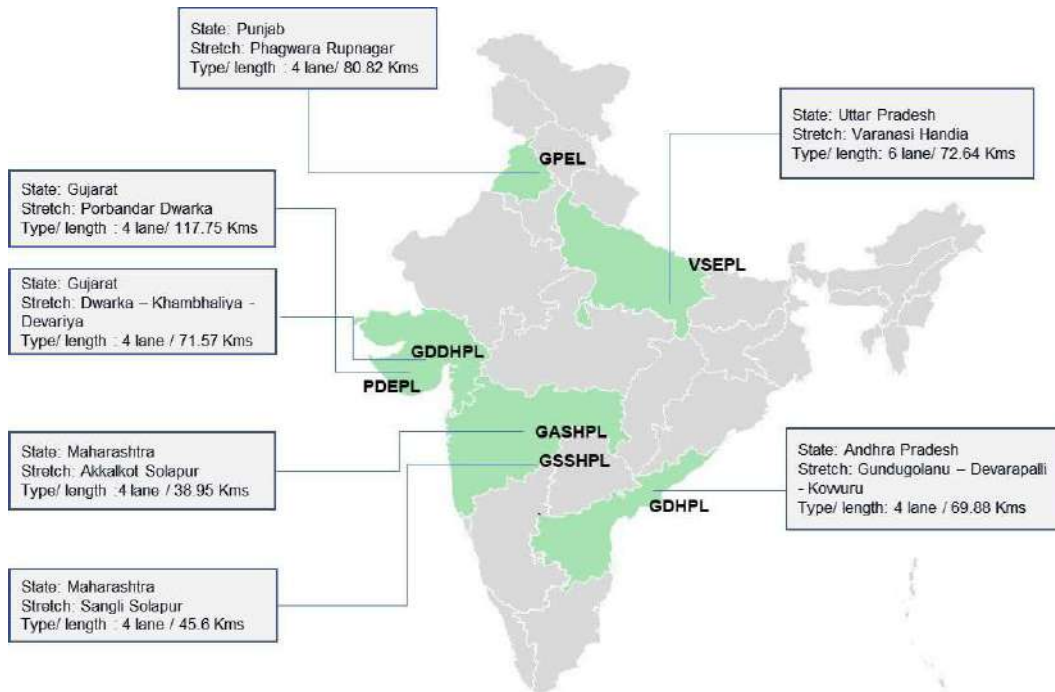 State: Punjab
Stretch: Phagwara Rupnagar
Type/ length : 4 lane/ 80.82 Kms
State: Uttar Pradesh
Stretch: Varanasi Handia
Type/ length: 6 lane/ 72.64 Kms
GPEL
State: Gujarat
Stretch: Porbandar Dwarka
Type/ length : 4 lane/ 117.75 Kms
VSEPL
State: Gujarat
Stretch: Dwarka – Khambhaliya -
Devariya
Type/ length : 4 lane / 71.57 Kms
GDDHPL
PDEPL
GASHPL
GSSHPL
State: Maharashtra
Stretch: Akkalkot Solapur
Type/ length :4 lane / 38.95 Kms
State: Andhra Pradesh
Stretch: Gundugolanu – Devarapalli
- Kovvuru
Type/ length: 4 lane / 69.88 Kms
GDHPL
State: Maharashtra
Stretch: Sangli Solapur
Type/ length : 4 lane / 45.6 Kms